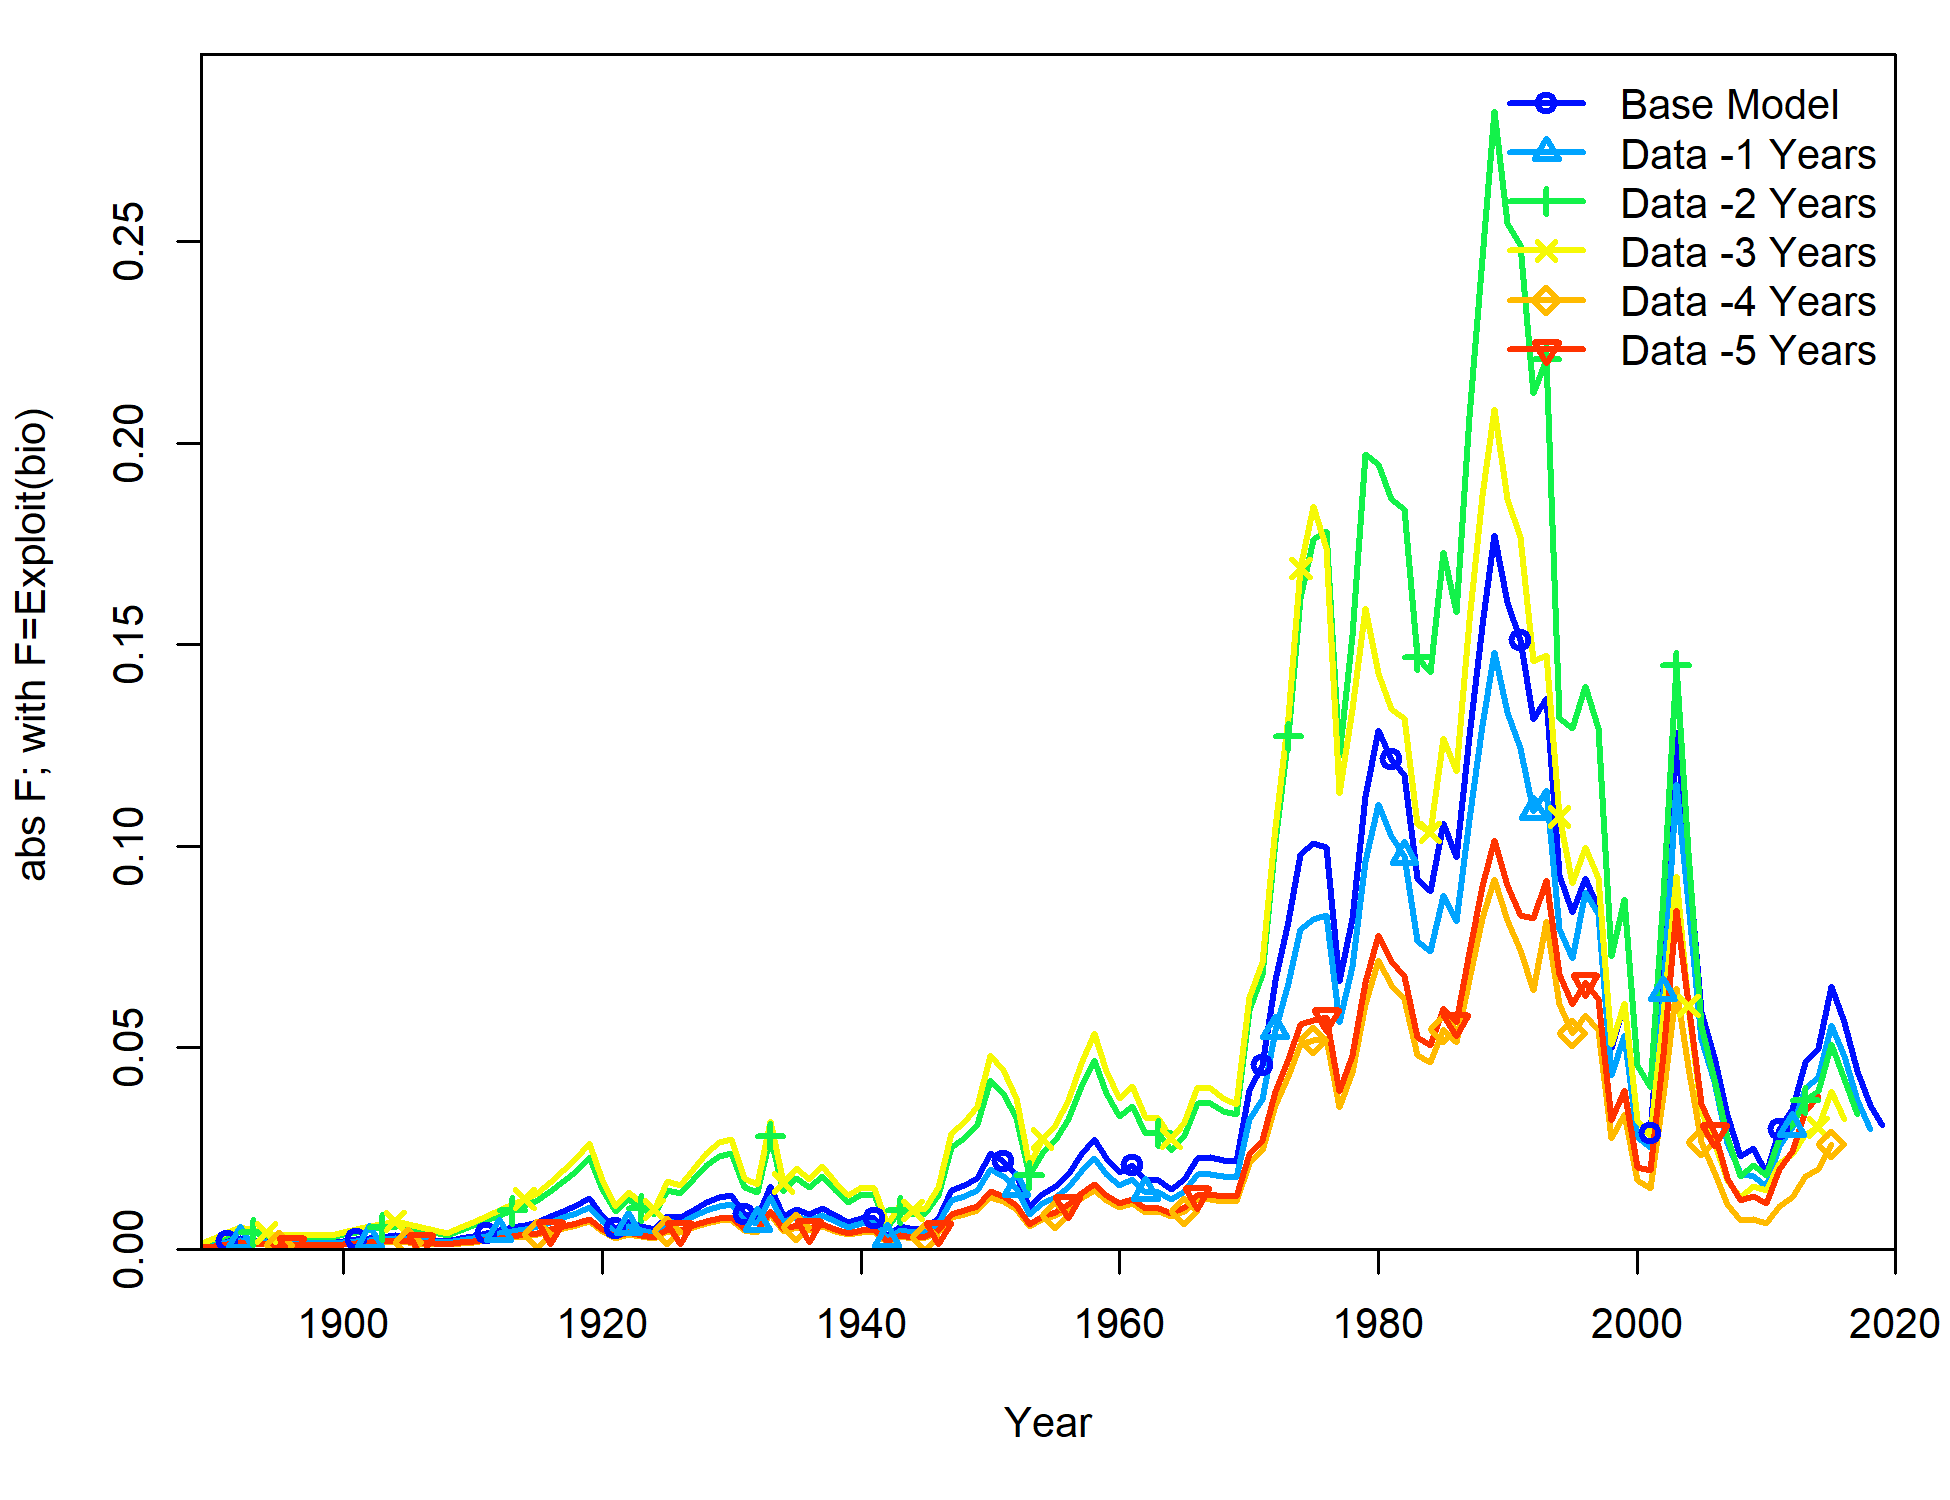 Base Model
Data -1 Years
Data -2 Years
Data -3 Years
Data -4 Years
Data -5 Years
abs F; with F=Exploit(bio)
0.25
0.20
0.15
0.10
0.05
0.00
1900 1920 1940 1960 1980 2000 2020
Year